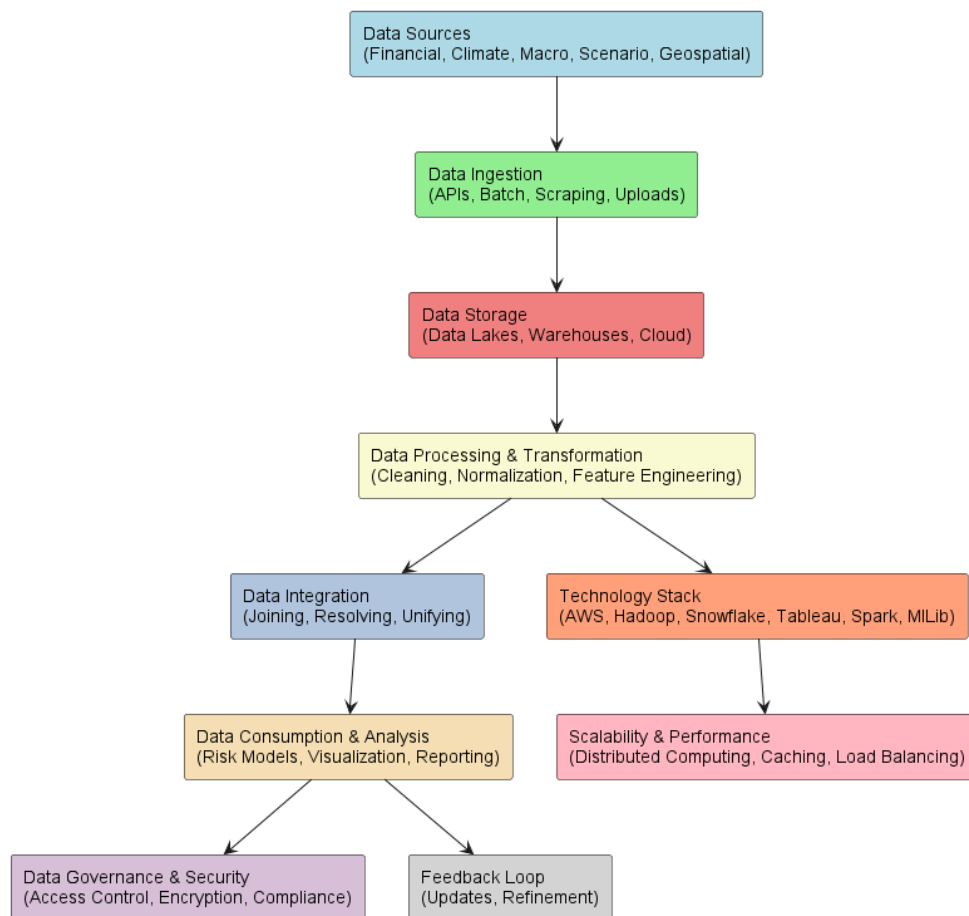 Data Sources
(Financial, Climate, Macro, Scenario, Geospatial)
Data Ingestion
(APIs, Batch, Scraping, Uploads)
Data Storage
(Data Lakes, Warehouses, Cloud)
Data Processing & Transformation
(Cleaning, Normalization, Feature Engineering)
Data Integration
(Joining, Resolving, Unifying)
Technology Stack
(AWS, Hadoop, Snowflake, Tableau, Spark, MlLib)
Data Consumption & Analysis
(Risk Models, Visualization, Reporting)
Scalability & Performance
(Distributed Computing, Caching, Load Balancing)
Data Governance & Security
(Access Control, Encryption, Compliance)
Feedback Loop
(Updates, Refinement)